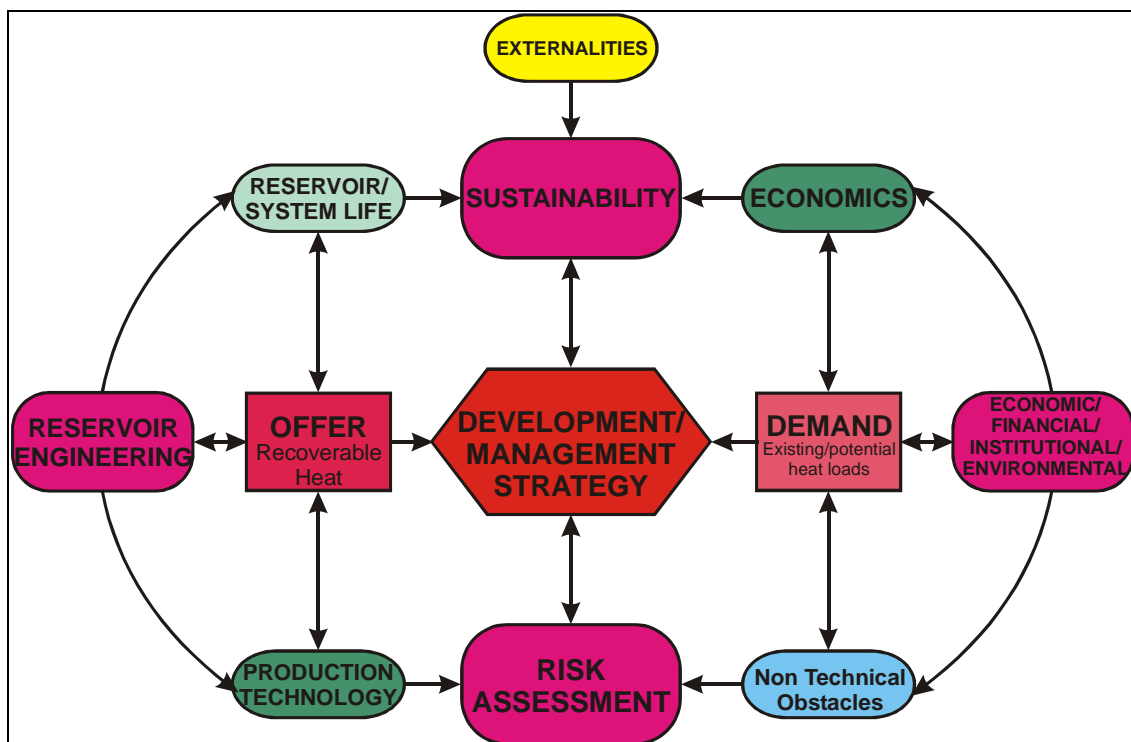 EXTERNALITIES
RESERVOIR/
SYSTEM LIFE
SUSTAINABILITY
ECONOMICS
RESERVOIR
ENGINEERING
OFFER
Recoverable
Heat
DEVELOPMENT/
MANAGEMENT
STRATEGY
DEMAND
Existing/potential
heat loads
ECONOMIC/
FINANCIAL/
INSTITUTIONAL/
ENVIRONMENTAL
PRODUCTION
TECHNOLOGY
RISK
ASSESSMENT
Non Technical
Obstacles